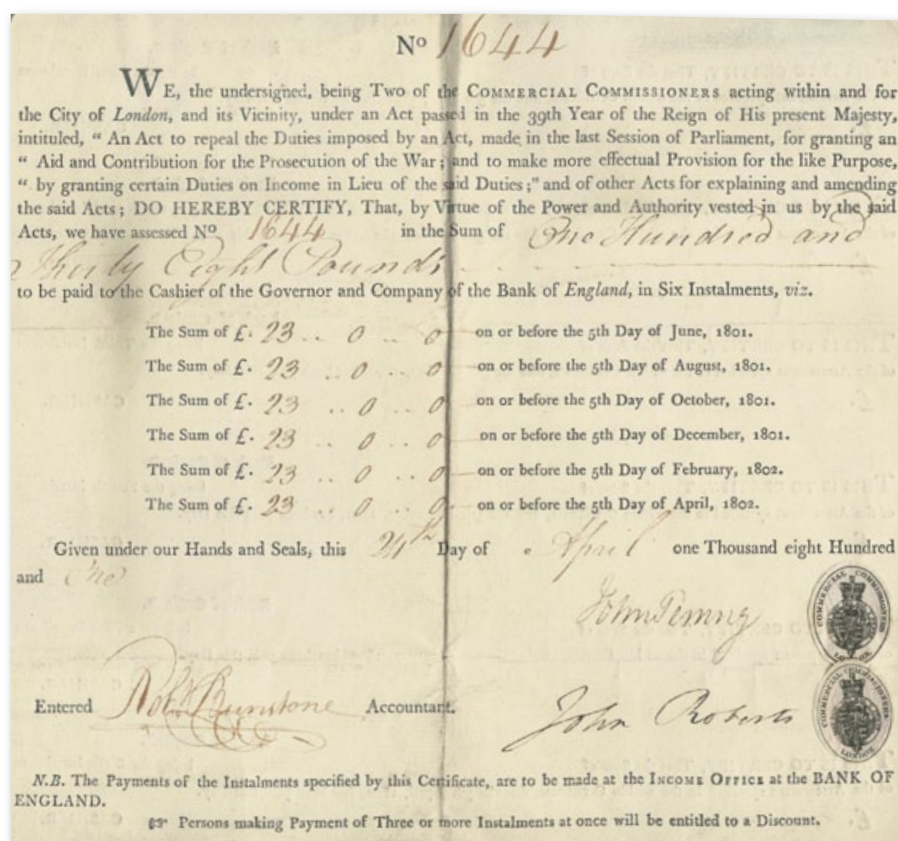 No 1644
WE, the undersigned, being Two of the COMMERCIAL COMMISSIONERS acting within and for
the City of London, and its Vicinity, under an Act passed in the 39th Year of the Reign of His present Majesty,
intituled, “ An Act to repeal the Duties imposed by an Act, made in the last Session of Parliament, for granting an
“ Aid and Contribution for the Prosecution of the War; and to make more effectual Provision for the like Purpose,
“ by granting certain Duties on Income in Lieu of the said Duties;” and of other Acts for explaining and amending
the said Acts; DO HEREBY CERTIFY, That, by Virtue of the Power and Authority vested in us by the said
Acts, we have assessed No. 1644 in the Sum of One Hundred and
Thirty Eight Pounds
to be paid to the Cashier of the Governor and Company of the Bank of England, in Six Instalments, viz.
The Sum of £. 23 .. 0 .. 0 on or before the 5th Day of June, 1801.
The Sum of £. 23 .. 0 .. 0 on or before the 5th Day of August, 1801.
The Sum of £. 23 .. 0 .. 0 on or before the 5th Day of October, 1801.
The Sum of £. 23 .. 0 .. 0 on or before the 5th Day of December, 1801.
The Sum of £. 23 .. 0 .. 0 on or before the 5th Day of February, 1802.
The Sum of £. 23 .. 0 .. 0 on or before the 5th Day of April, 1802.
Given under our Hands and Seals, this 24th Day of April one Thousand eight Hundred
and One
John
COMMERCIAL COMMISSIONERS LONDON
Entered Accountant.
John Roberts
COMMERCIAL COMMISSIONERS LONDON
N.B. The Payments of the Instalments specified by this Certificate, are to be made at the INCOME OFFICE at the BANK OF
ENGLAND.
☞ Persons making Payment of Three or more Instalments at once will be entitled to a Discount.